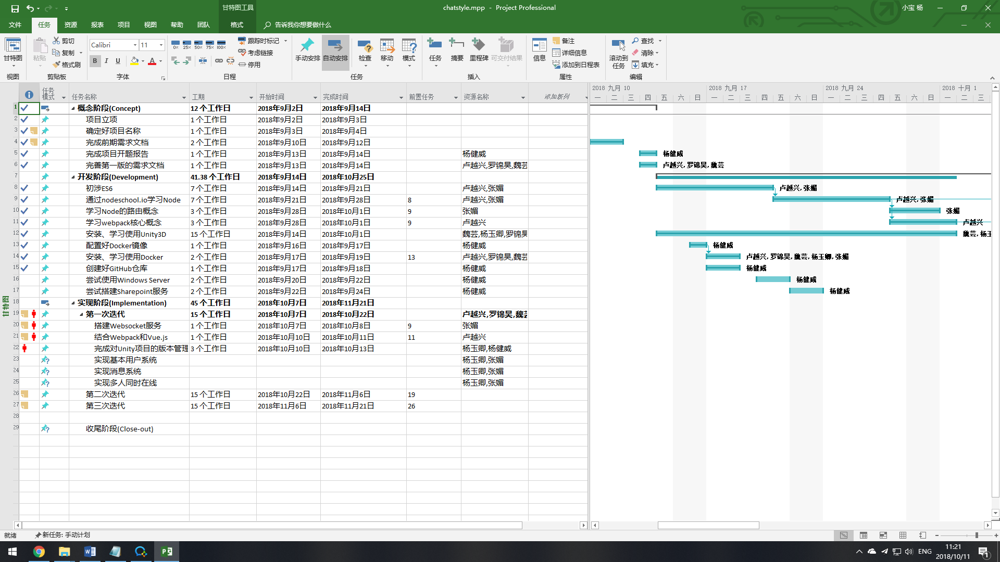 甘特图工具
chatstyle.mpp - Project Professional
小宝 杨
文件 任务 资源 报表 项目 视图 帮助 团队 格式 告诉我你想要做什么
甘特图
视图
粘贴
剪切
复制
格式刷
剪贴板
Calibri 11
B I U A
字体
0% 25% 50% 75% 100%
跟踪时标记
考虑链接
停用
日程
手动安排 自动安排 检查 移动 模式
任务
任务 摘要 里程碑 可交付结果
插入
信息
备注
详细信息
添加到日程表
属性
滚动到
任务
查找
清除
填充
编辑
任务
模式 任务名称 工期 开始时间 完成时间 前置任务 资源名称 添加新列
2018 九月 10 2018 九月 17 2018 九月 24 2018 十月 1
一 二 三 四 五 六 日 一 二 三 四 五 六 日 一 二 三 四 五 六 日 一 二 三
1 概念阶段(Concept) 12 个工作日 2018年9月2日 2018年9月14日
2 项目立项 1 个工作日 2018年9月2日 2018年9月3日
3 确定好项目名称 1 个工作日 2018年9月3日 2018年9月4日
4 完成前期需求文档 2 个工作日 2018年9月10日 2018年9月12日
5 完成项目开题报告 1 个工作日 2018年9月13日 2018年9月14日 杨健威 杨健威
6 完善第一版的需求文档 1 个工作日 2018年9月13日 2018年9月14日 卢越兴,罗锦昊,魏芸 卢越兴,罗锦昊,魏芸
7 开发阶段(Development) 41.38 个工作日 2018年9月14日 2018年10月25日
8 初涉ES6 7 个工作日 2018年9月14日 2018年9月21日 卢越兴,张媚 卢越兴,张媚
9 通过nodeschool.io学习Node 7 个工作日 2018年9月21日 2018年9月28日 8 卢越兴,张媚 卢越兴,张媚
10 学习Node的路由概念 3 个工作日 2018年9月28日 2018年10月1日 9 张媚 张媚
11 学习webpack核心概念 3 个工作日 2018年9月28日 2018年10月1日 9 卢越兴 卢越兴
12 安装、学习使用Unity3D 15 个工作日 2018年9月14日 2018年10月1日 魏芸,杨玉卿,罗锦昊 魏芸,杨玉
13 配置好Docker镜像 1 个工作日 2018年9月16日 2018年9月17日 杨健威 杨健威
14 安装、学习使用Docker 2 个工作日 2018年9月17日 2018年9月19日 13 卢越兴,罗锦昊,魏芸 卢越兴,罗锦昊,魏芸,杨玉卿,张媚
15 创建好GitHub仓库 1 个工作日 2018年9月17日 2018年9月18日 杨健威 杨健威
16 尝试使用Windows Server 2 个工作日 2018年9月20日 2018年9月22日 杨健威 杨健威
17 尝试搭建Sharepoint服务 2 个工作日 2018年9月22日 2018年9月24日 杨健威 杨健威
18 实现阶段(Implementation) 45 个工作日 2018年10月7日 2018年11月21日
19 第一次迭代 15 个工作日 2018年10月7日 2018年10月22日 卢越兴,罗锦昊,魏芸
20 搭建Websocket服务 1 个工作日 2018年10月7日 2018年10月8日 9 张媚
21 结合Webpack和Vue.js 1 个工作日 2018年10月10日 2018年10月11日 11 卢越兴
22 完成对Unity项目的版本管理 3 个工作日 2018年10月10日 2018年10月13日 杨玉卿,杨健威
23 实现基本用户系统 杨玉卿,张媚
24 实现消息系统 杨玉卿,张媚
25 实现多人同时在线 杨玉卿,张媚
26 第二次迭代 15 个工作日 2018年10月22日 2018年11月6日 19
27 第三次迭代 15 个工作日 2018年11月6日 2018年11月21日 26
28
29 收尾阶段(Close-out)
甘特图
就绪 新任务: 手动计划
ENG
11:21
2018/10/11
1